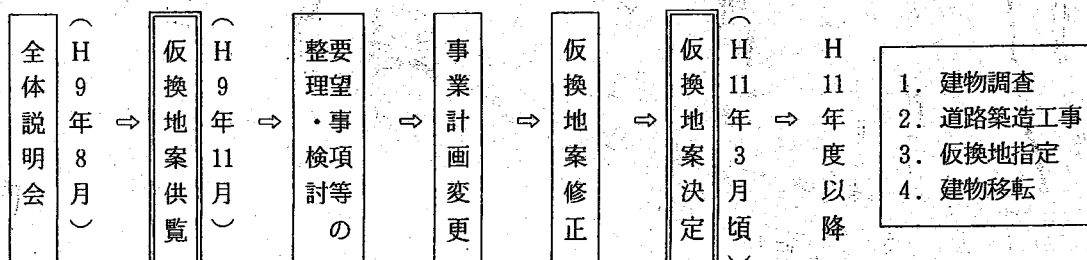 全体説明会
（H9年8月）
⇨
仮換地案供覧
（H9年11月）
⇨
要望事項等の
整理・検討
⇨
事業計画変更
⇨
仮換地案修正
⇨
仮換地案決定
（H11年3月頃）
⇨
H11年度以降
1. 建物調査
2. 道路築造工事
3. 仮換地指定
4. 建物移転